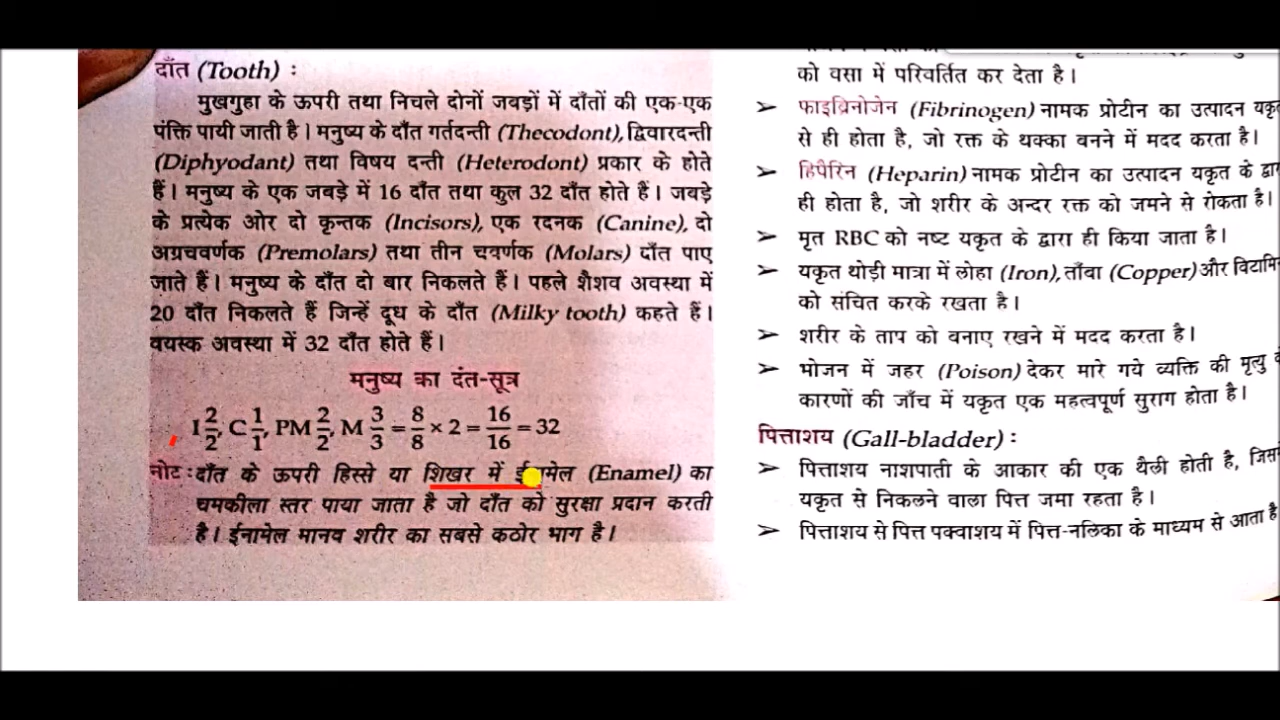 दाँत (Tooth) :
मुखगुहा के ऊपरी तथा निचले दोनों जबड़ों में दाँतों की एक-एक
पंक्ति पायी जाती है। मनुष्य के दाँत गर्तदन्ती (Thecodont), द्विवारदन्ती
(Diphyodant) तथा विषय दन्ती (Heterodont) प्रकार के होते
हैं। मनुष्य के एक जबड़े में 16 दाँत तथा कुल 32 दाँत होते हैं। जबड़े
के प्रत्येक ओर दो कृन्तक (Incisors), एक रदनक (Canine), दो
अग्रचवर्णक (Premolars) तथा तीन चवर्णक (Molars) दाँत पाए
जाते हैं। मनुष्य के दाँत दो बार निकलते हैं। पहले शैशव अवस्था में
20 दाँत निकलते हैं जिन्हें दूध के दाँत (Milky tooth) कहते हैं।
वयस्क अवस्था में 32 दाँत होते हैं।
मनुष्य का दंत-सूत्र
I 2/2, C 1/1, PM 2/2, M 3/3 = 8/8 × 2 = 16/16 = 32
नोट : दाँत के ऊपरी हिस्से या शिखर में ईनामेल (Enamel) का
चमकीला स्तर पाया जाता है जो दाँत को सुरक्षा प्रदान करती
है। ईनामेल मानव शरीर का सबसे कठोर भाग है।
को वसा में परिवर्तित कर देता है।
➢ फाइब्रिनोजेन (Fibrinogen) नामक प्रोटीन का उत्पादन यकृ
से ही होता है, जो रक्त के थक्का बनने में मदद करता है।
➢ हिपैरिन (Heparin) नामक प्रोटीन का उत्पादन यकृत के द्वा
ही होता है, जो शरीर के अन्दर रक्त को जमने से रोकता है।
➢ मृत RBC को नष्ट यकृत के द्वारा ही किया जाता है।
➢ यकृत थोड़ी मात्रा में लोहा (Iron), ताँबा (Copper) और विटामि
को संचित करके रखता है।
➢ शरीर के ताप को बनाए रखने में मदद करता है।
➢ भोजन में जहर (Poison) देकर मारे गये व्यक्ति की मृत्यु
कारणों की जाँच में यकृत एक महत्वपूर्ण सुराग होता है।
पित्ताशय (Gall-bladder) :
➢ पित्ताशय नाशपाती के आकार की एक थैली होती है, जिस
यकृत से निकलने वाला पित्त जमा रहता है।
➢ पित्ताशय से पित्त पक्वाशय में पित्त-नलिका के माध्यम से आता है